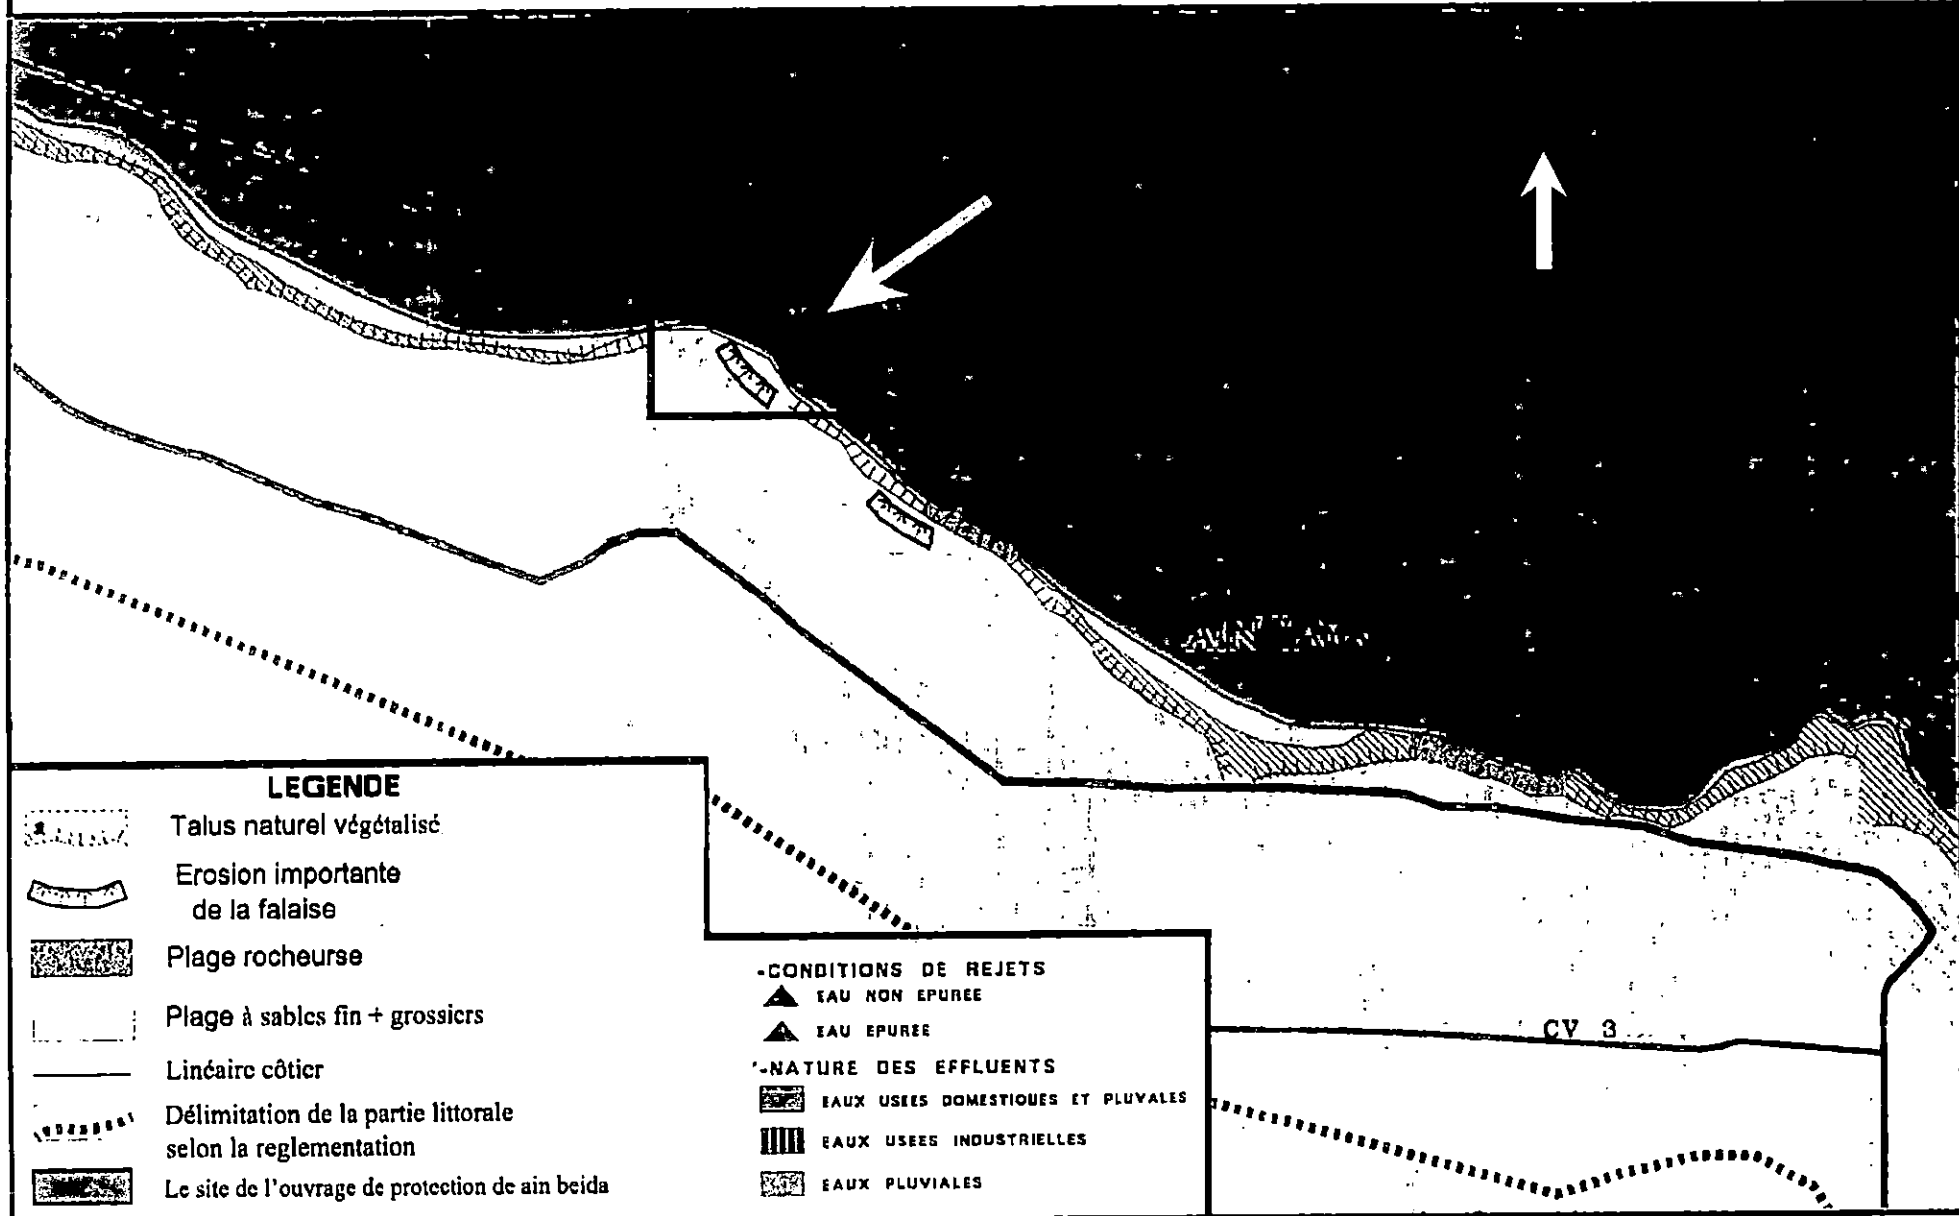 LEGENDE
Talus naturel végétalisé
Erosion importante
de la falaise
Plage rocheurse
Plage à sables fin + grossiers
Linéaire côtier
Délimitation de la partie littorale
selon la reglementation
Le site de l'ouvrage de protection de ain beida
-CONDITIONS DE REJETS
EAU NON EPUREE
EAU EPUREE
-NATURE DES EFFLUENTS
EAUX USEES DOMESTIQUES ET PLUVALES
EAUX USEES INDUSTRIELLES
EAUX PLUVIALES
CV 3